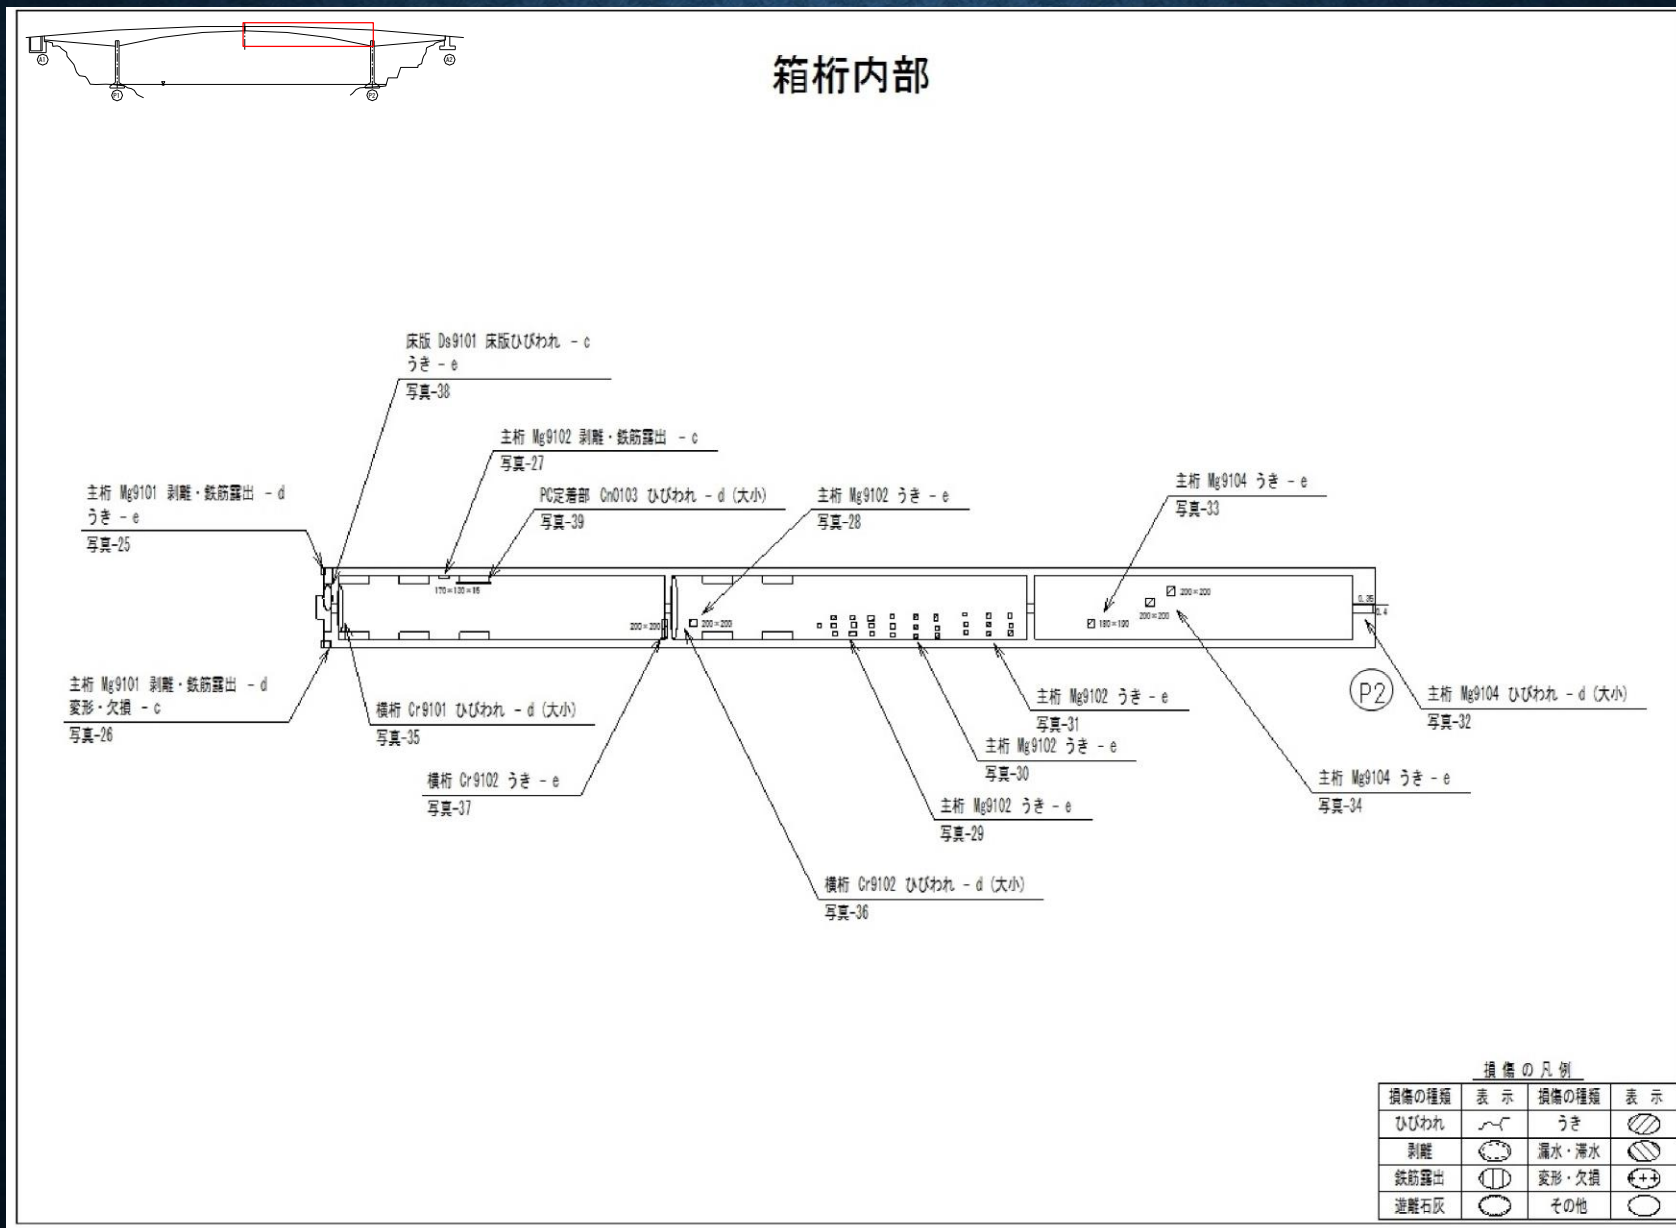 箱桁内部
A1
A2
P1
P2
床版 Ds9101 床版ひびわれ - c
うき - e
写真-38
主桁 Mg9102 剥離・鉄筋露出 - c
写真-27
主桁 Mg9101 剥離・鉄筋露出 - d
うき - e
写真-25
PC定着部 Cn0103 ひびわれ - d (大小)
写真-39
主桁 Mg9102 うき - e
写真-28
主桁 Mg9104 うき - e
写真-33
200×200
200×200
200×200
200×200
180×100
0.35
0.4
主桁 Mg9101 剥離・鉄筋露出 - d
変形・欠損 - c
写真-26
横桁 Cr9101 ひびわれ - d (大小)
写真-35
横桁 Cr9102 うき - e
写真-37
主桁 Mg9102 うき - e
写真-31
主桁 Mg9102 うき - e
写真-30
主桁 Mg9102 うき - e
写真-29
P2
主桁 Mg9104 ひびわれ - d (大小)
写真-32
主桁 Mg9104 うき - e
写真-34
横桁 Cr9102 ひびわれ - d (大小)
写真-36
損傷の凡例
損傷の種類 表示 損傷の種類 表示
ひびわれ うき
剥離 漏水・滞水
鉄筋露出 変形・欠損
遊離石灰 その他